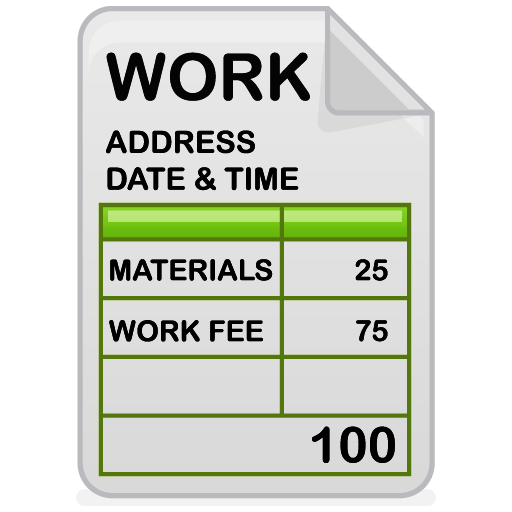 WORK
ADDRESS
DATE & TIME
MATERIALS 25
WORK FEE 75
100